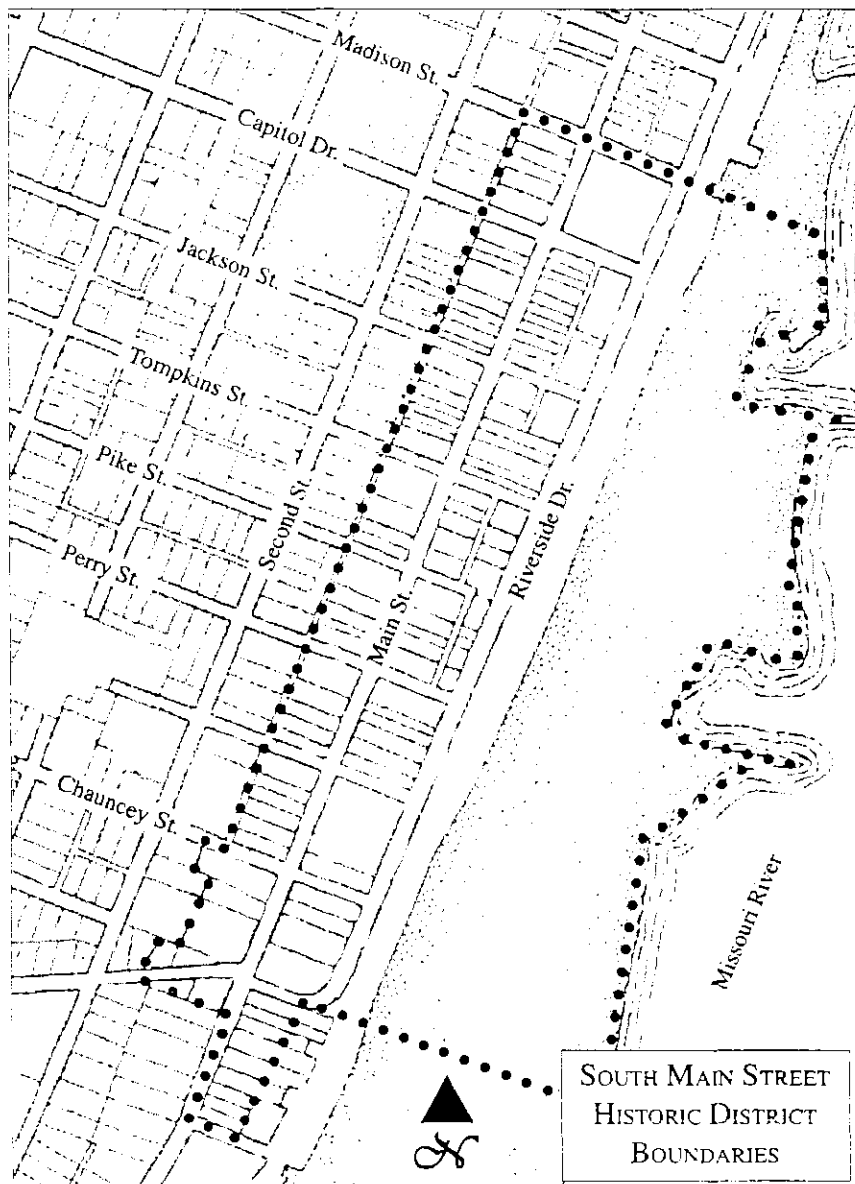 Madison St.
Capitol Dr.
Jackson St.
Tompkins St.
Pike St.
Perry St.
Second St.
Main St.
Riverside Dr.
Chauncey St.
Missouri River
N
SOUTH MAIN STREET
HISTORIC DISTRICT
BOUNDARIES